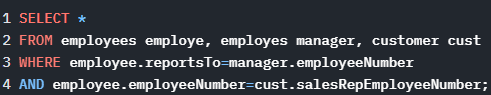 1 SELECT *
2 FROM employees employe, employes manager, customer cust
3 WHERE employee.reportsTo=manager.employeeNumber
4 AND employee.employeeNumber=cust.salesRepEmployeeNumber;